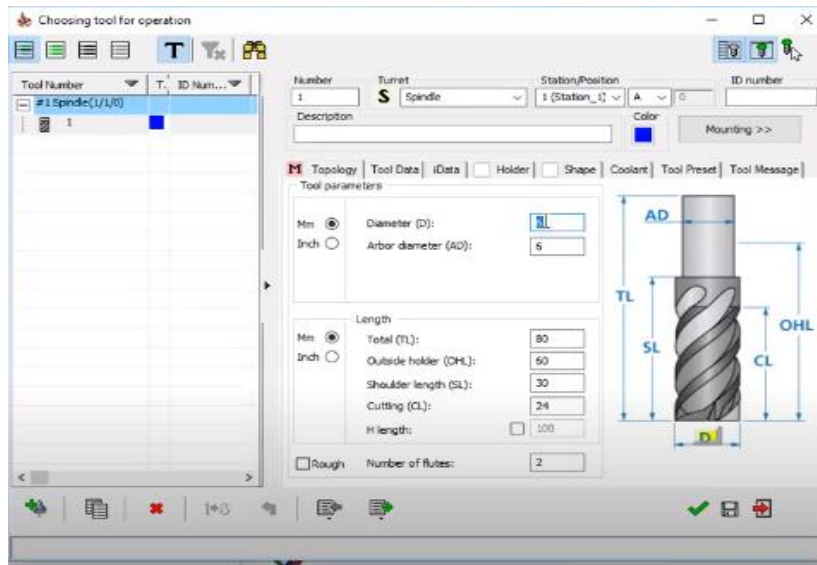 Choosing tool for operation
T
Tool Number T. ID Num...
#1 Spindle(1/1/0)
1
Number Turret Station/Position ID number
1 S Spindle 1 {Station_1} A 0
Description Color
Mounting >>
M Topology Tool Data iData Holder Shape Coolant Tool Preset Tool Message
Tool parameters
Mm Diameter (D):
Inch Arbor diameter (AD): 6
Length
Mm Total (TL): 80
Inch Outside holder (OHL): 60
Shoulder length (SL): 30
Cutting (CL): 24
H length: 100
Rough Number of flutes: 2
AD
TL
OHL
SL
CL
D